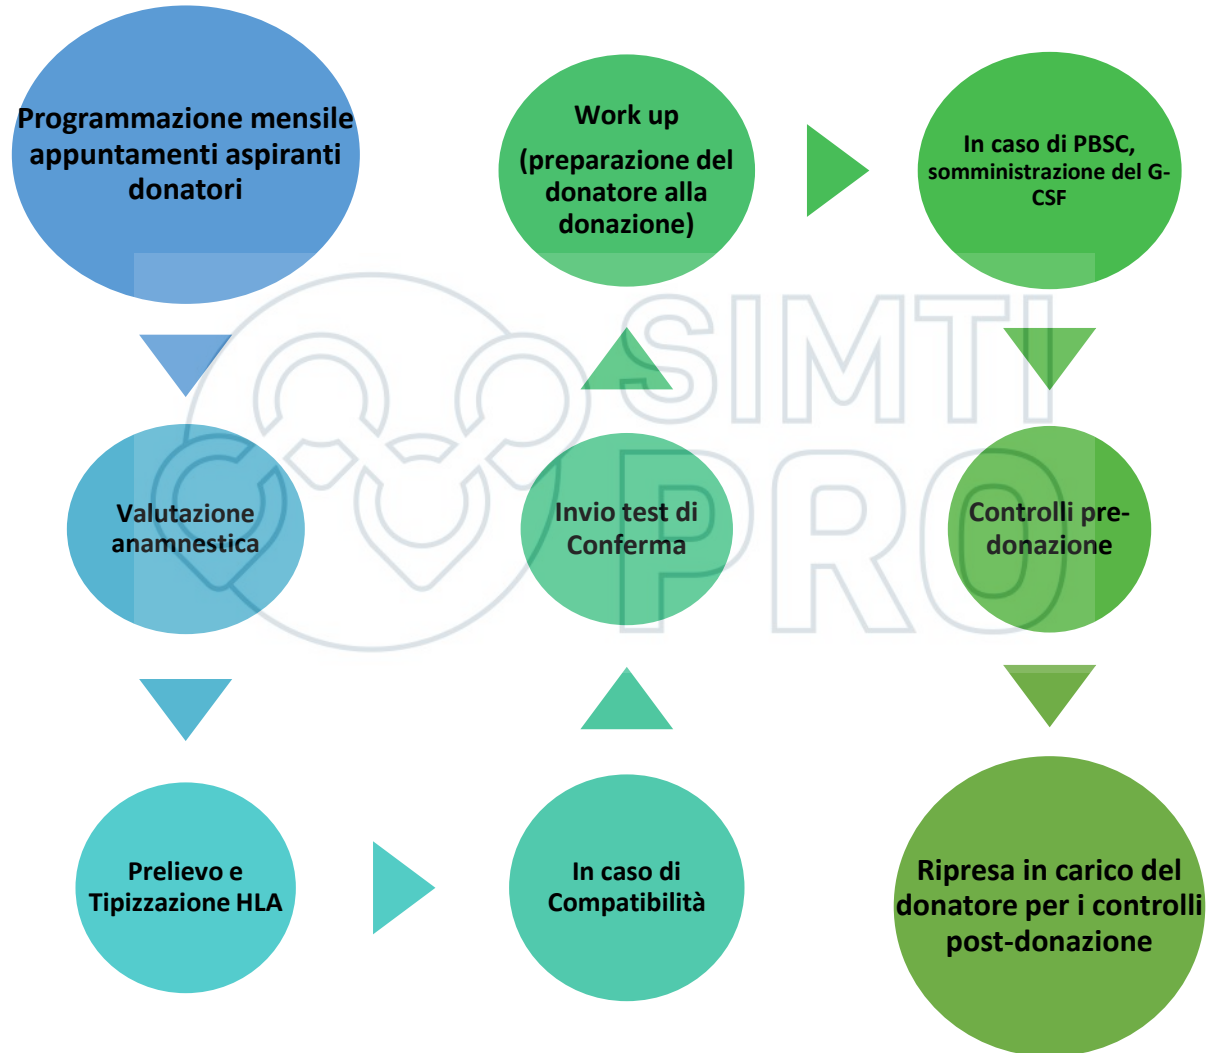 Programmazione mensile
appuntamenti aspiranti
donatori
Valutazione
anamnestica
Prelievo e
Tipizzazione HLA
In caso di
Compatibilità
Invio test di
Conferma
Work up
(preparazione del
donatore alla
donazione)
In caso di PBSC,
somministrazione del G-
CSF
Controlli pre-
donazione
Ripresa in carico del
donatore per i controlli
post-donazione
SIMTI
PRO